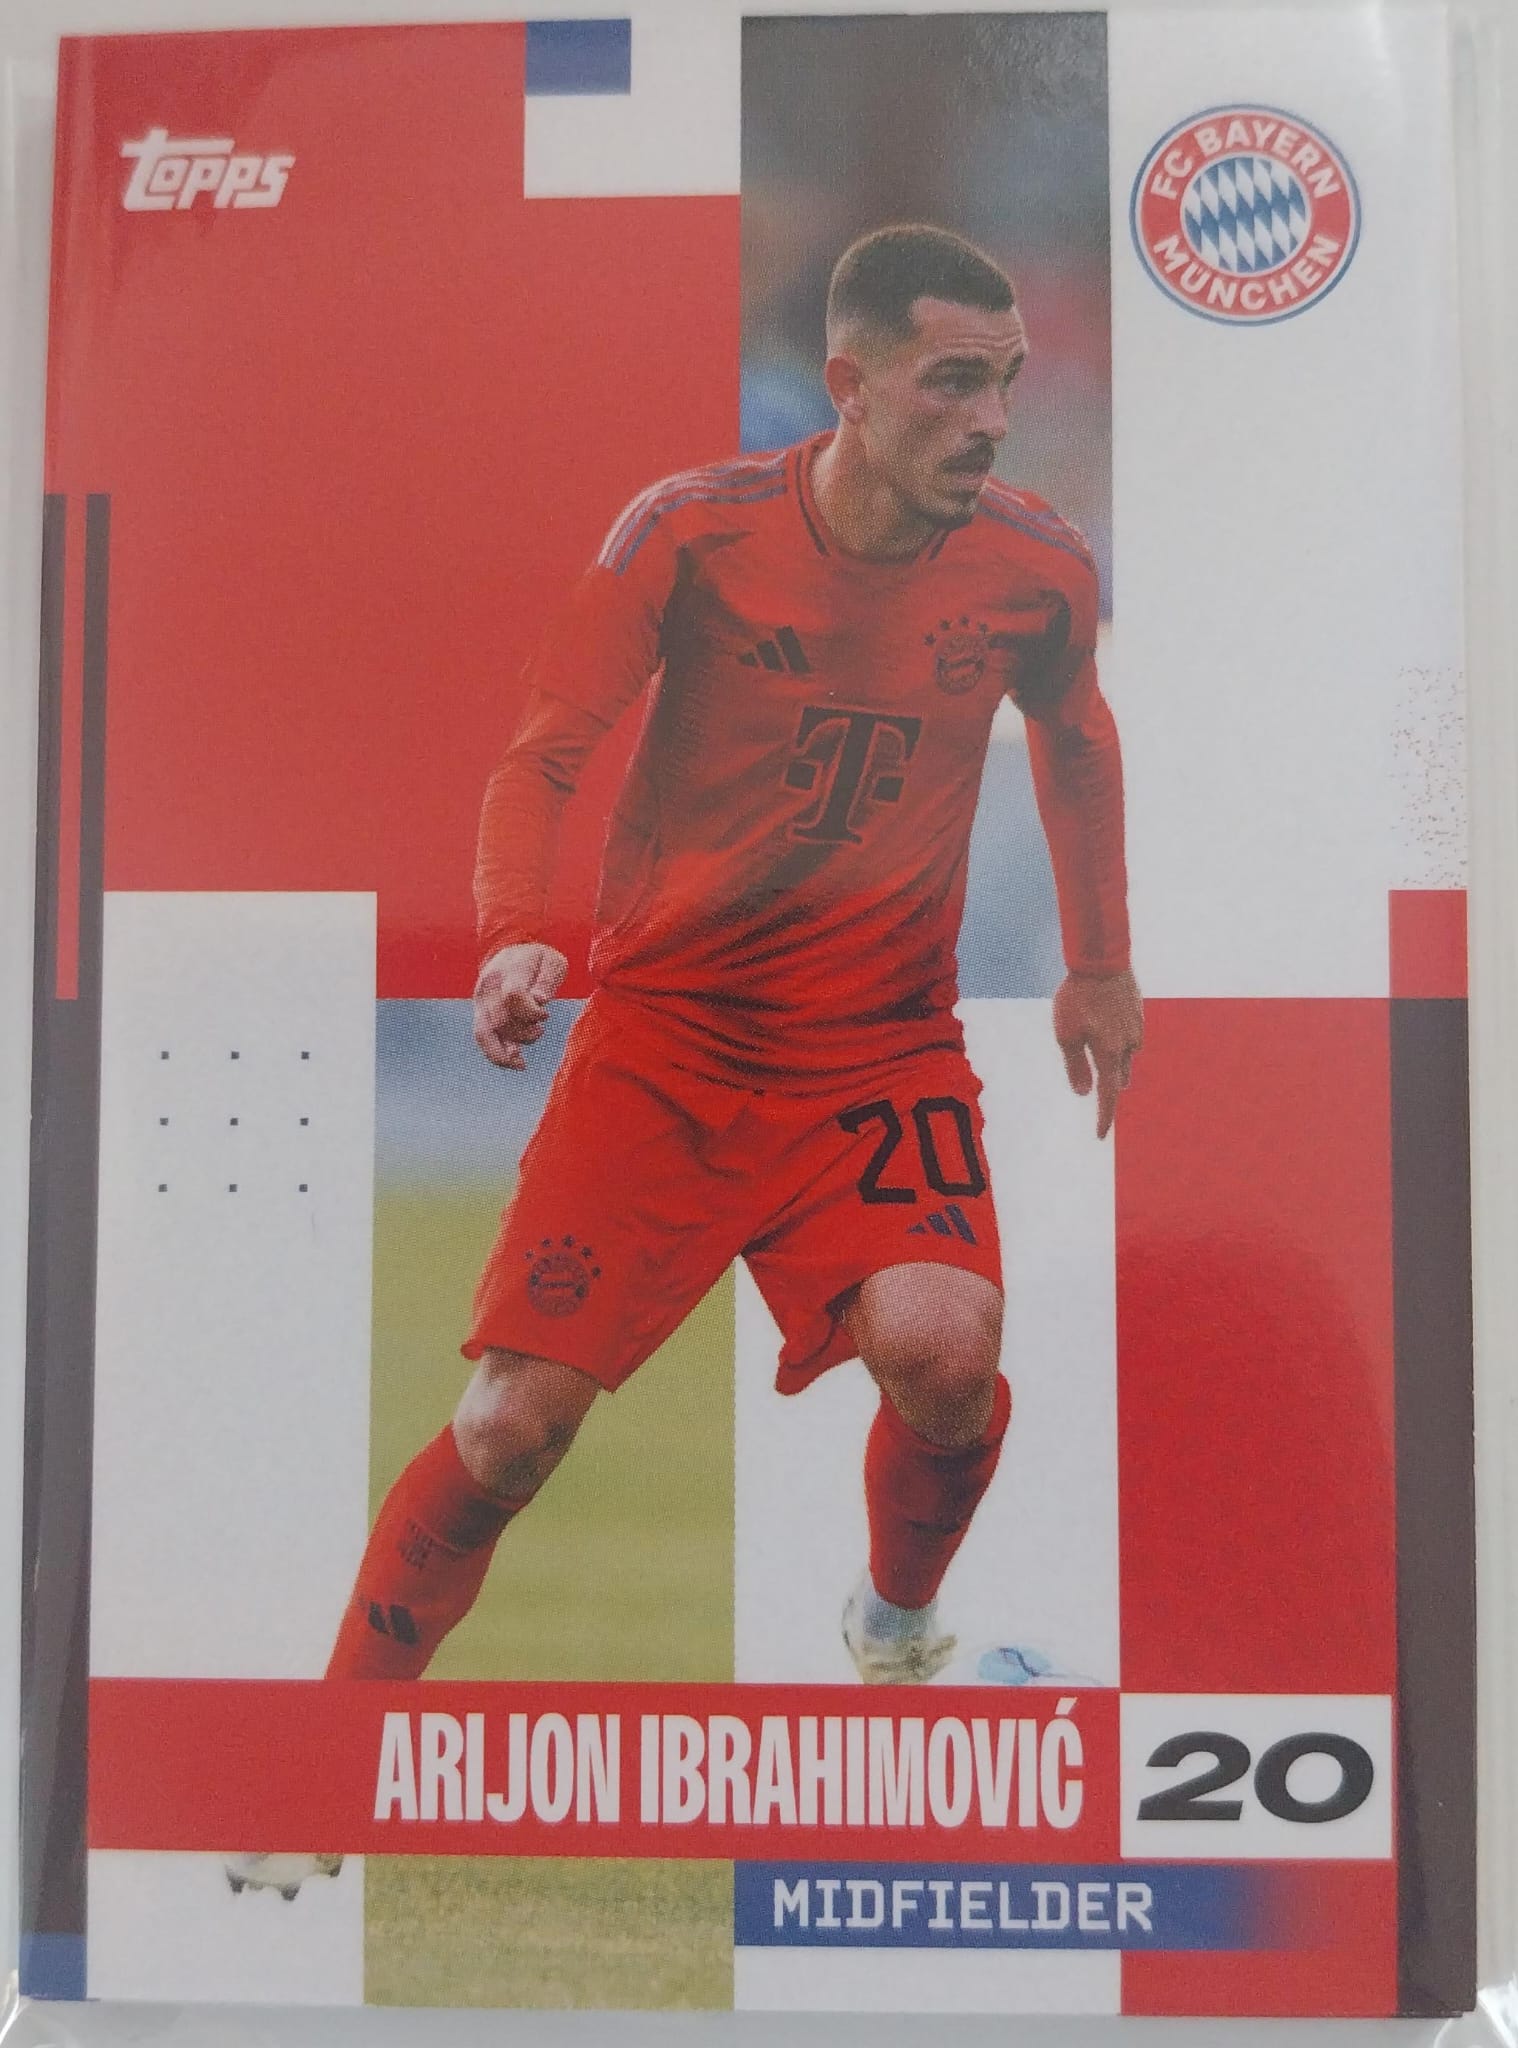 Topps
FC BAYERN
MÜNCHEN
T
20
ARIJON IBRAHIMOVIĆ
20
MIDFIELDER